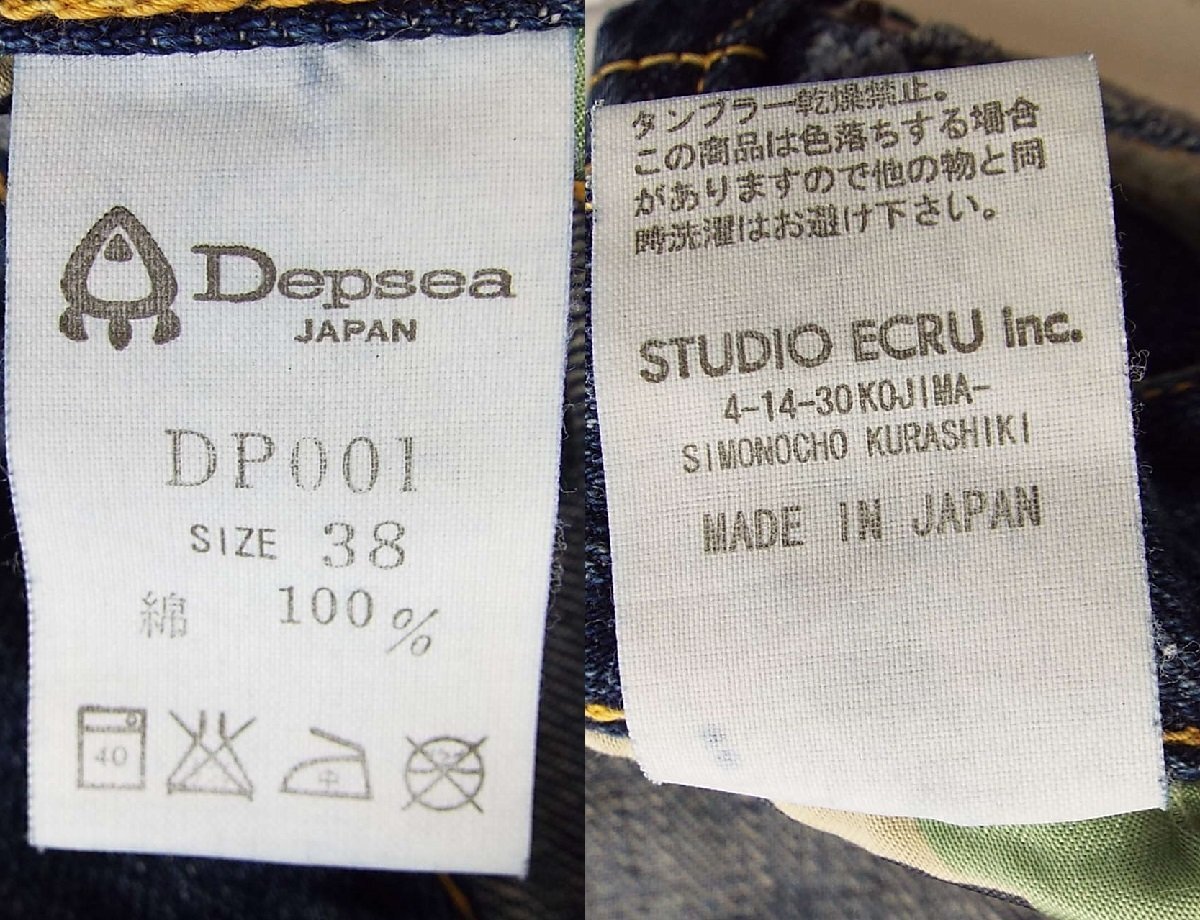 Depsea
JAPAN
DP001
SIZE 38
綿 100%
40
中
タンブラー乾燥禁止。
この商品は色落ちする場合
がありますので他の物と同
時洗濯はお避け下さい。
STUDIO ECRU inc.
4-14-30KOJIMA-
SIMONOCHO KURASHIKI
MADE IN JAPAN